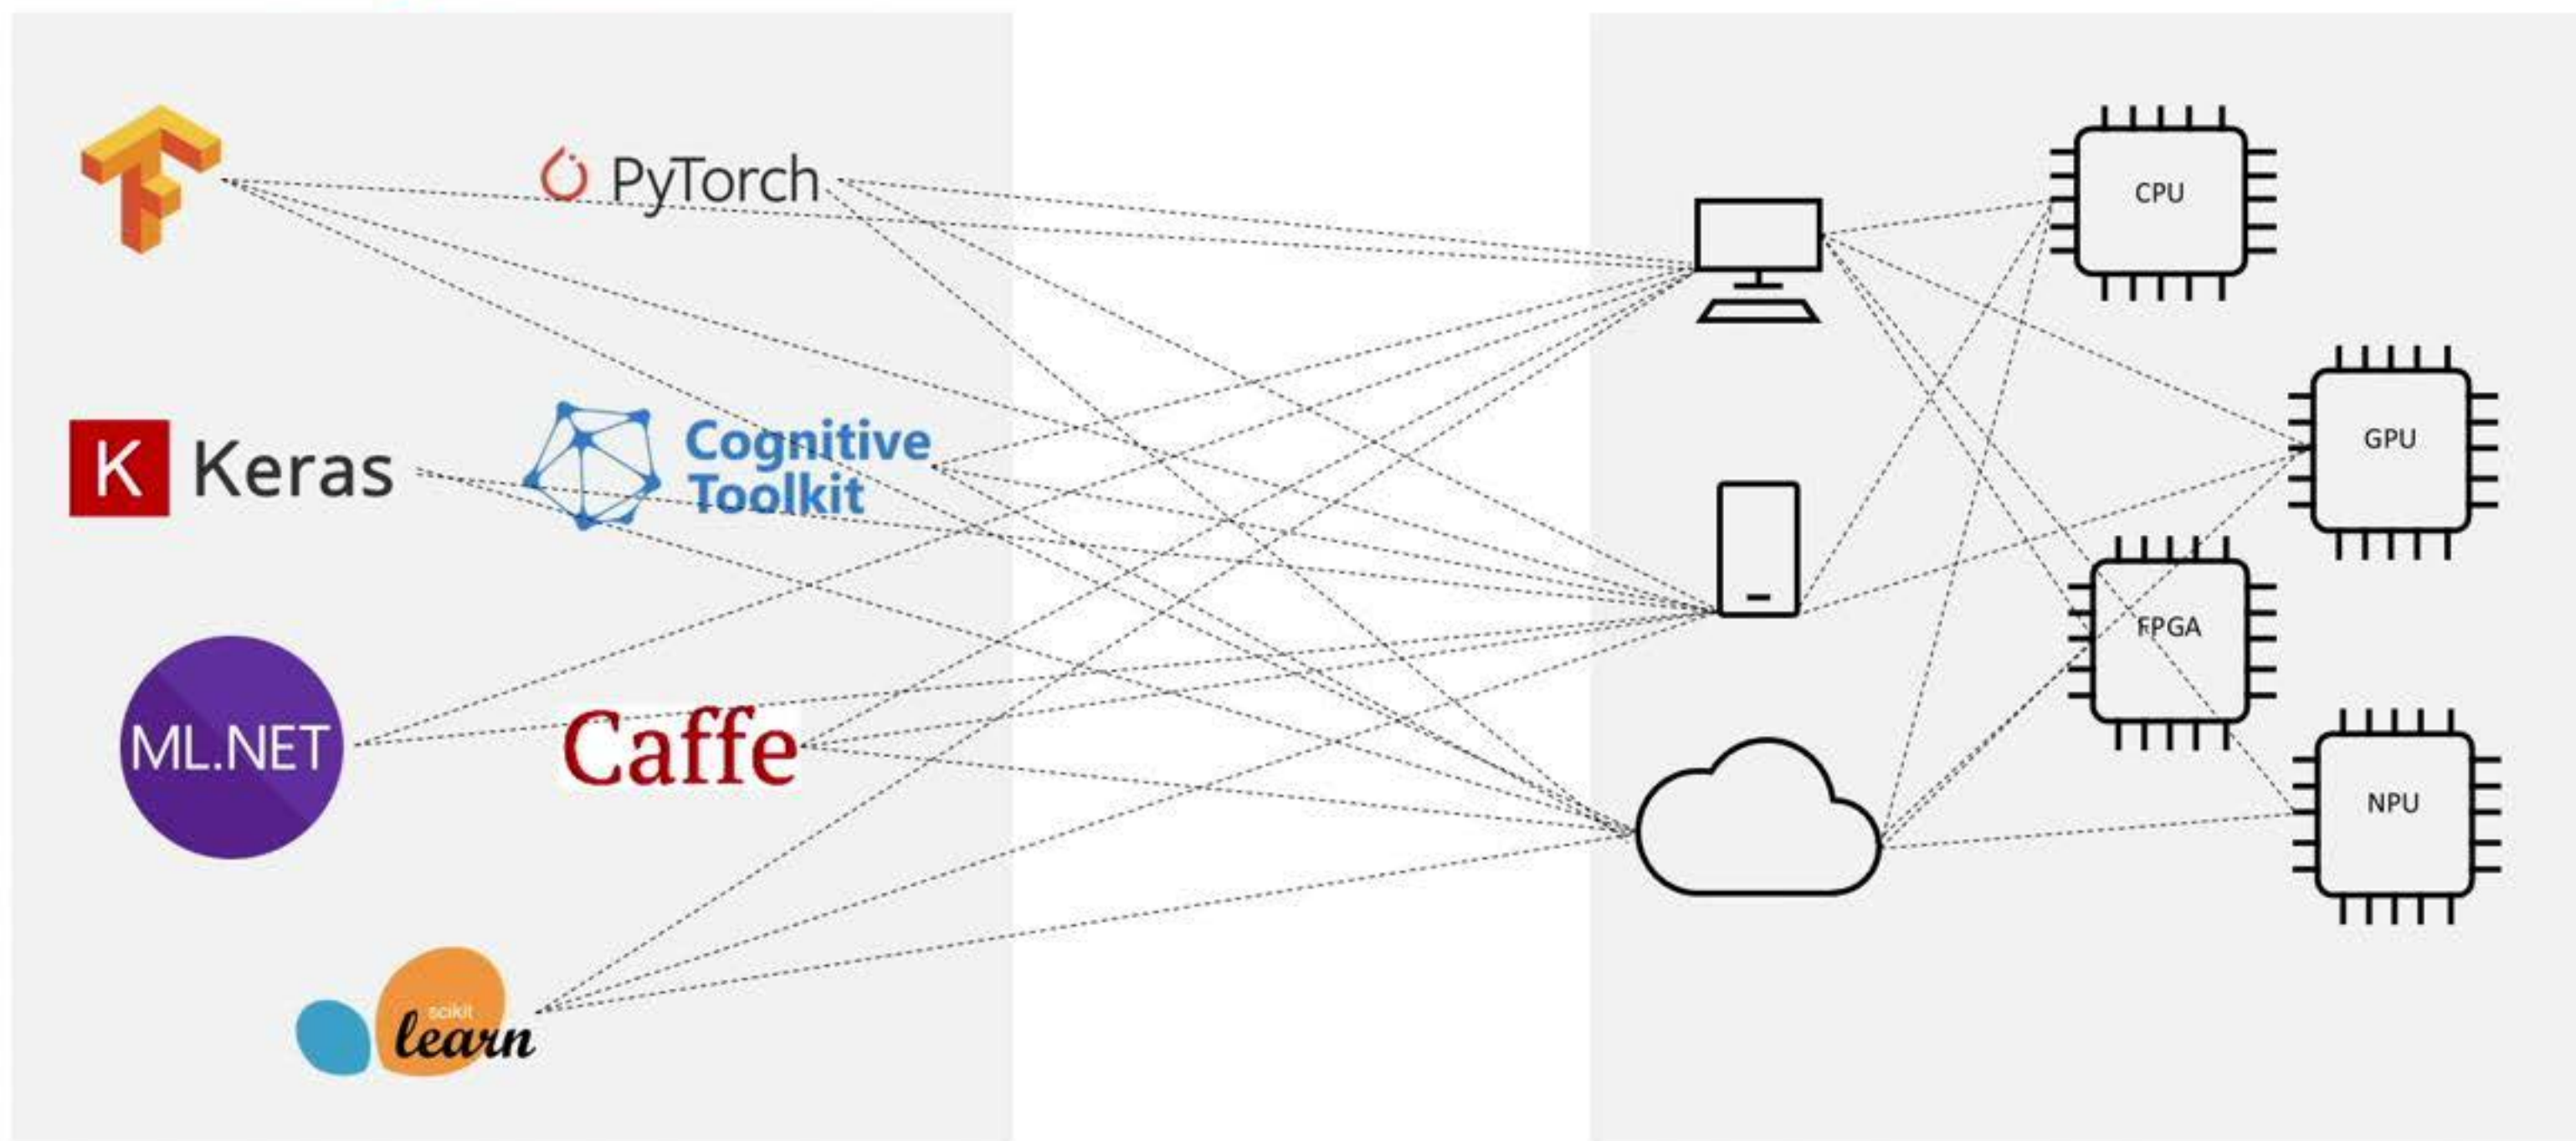 PyTorch
CPU
K Keras
Cognitive
Toolkit
GPU
FPGA
ML.NET
Caffe
NPU
scikit
learn